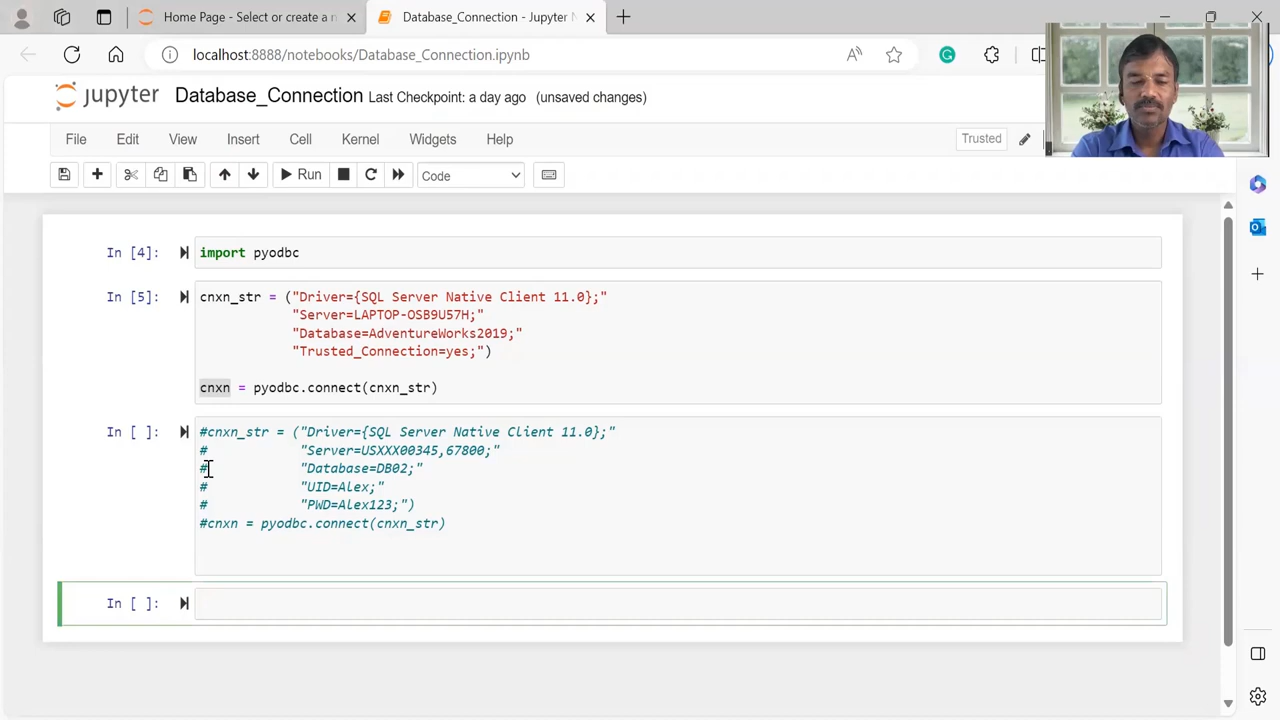 Home Page - Select or create a n
Database_Connection - Jupyter N
localhost:8888/notebooks/Database_Connection.ipynb
jupyter Database_Connection Last Checkpoint: a day ago (unsaved changes)
File Edit View Insert Cell Kernel Widgets Help
Trusted
Run
Code
In [4]: import pyodbc
In [5]: cnxn_str = ("Driver={SQL Server Native Client 11.0};"
"Server=LAPTOP-OSB9U57H;"
"Database=AdventureWorks2019;"
"Trusted_Connection=yes;")
cnxn = pyodbc.connect(cnxn_str)
In [ ]: #cnxn_str = ("Driver={SQL Server Native Client 11.0};"
# "Server=USXXX00345,67800;"
# "Database=DB02;"
# "UID=Alex;"
# "PWD=Alex123;")
#cnxn = pyodbc.connect(cnxn_str)
In [ ]: